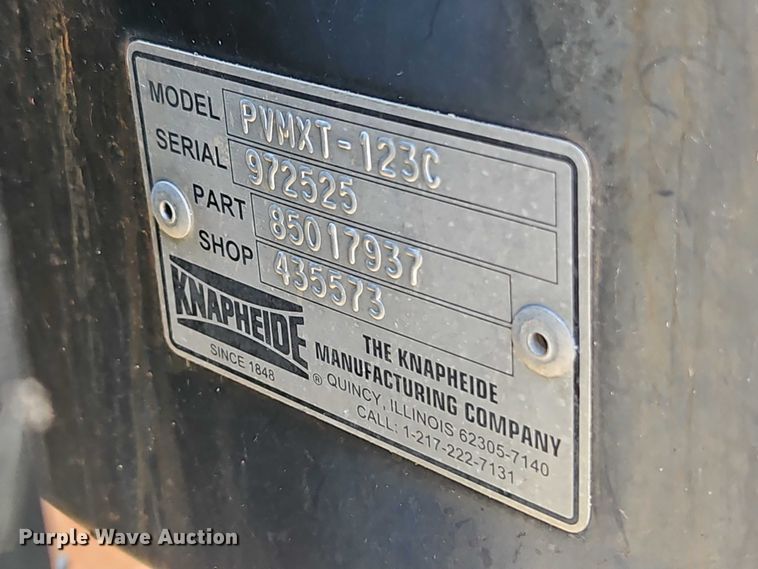 MODEL PVMXT-123C
SERIAL 972525
PART 85017937
SHOP 435573
KNAPHEIDE
SINCE 1848 ®
THE KNAPHEIDE
MANUFACTURING COMPANY
QUINCY, ILLINOIS 62305-7140
CALL: 1-217-222-7131
Purple Wave Auction